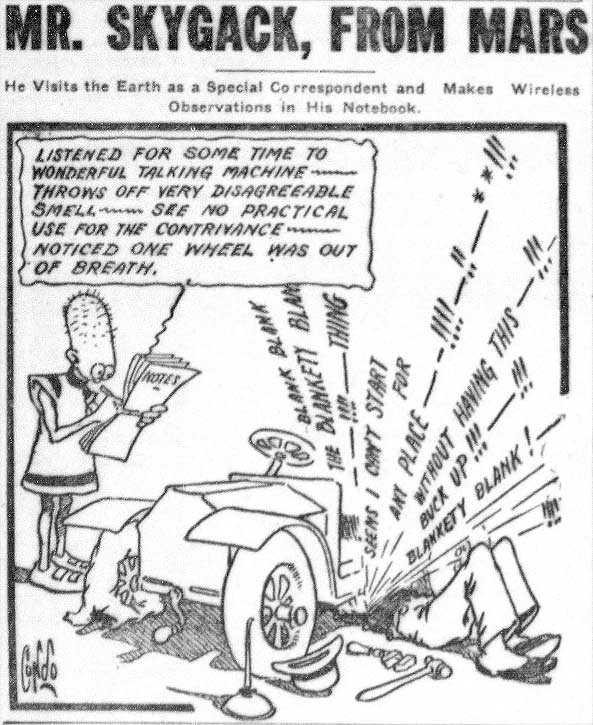 MR. SKYGACK, FROM MARS
He Visits the Earth as a Special Correspondent and Makes Wireless
Observations in His Notebook.
LISTENED FOR SOME TIME TO
WONDERFUL TALKING MACHINE——
THROWS OFF VERY DISAGREEABLE
SMELL—— SEE NO PRACTICAL
USE FOR THE CONTRIVANCE——
NOTICED ONE WHEEL WAS OUT
OF BREATH.
NOTES
BLANK BLANK
THE BLANKETY BLAN
THING
!!!! ——
SEEMS I CAN'T START
ANY PLACE FOR
—— !!!! —— !! —— * * !!!
WITHOUT HAVING THIS
BUCK UP!!! —— !!!
BLANKETY BLANK!
CONDO